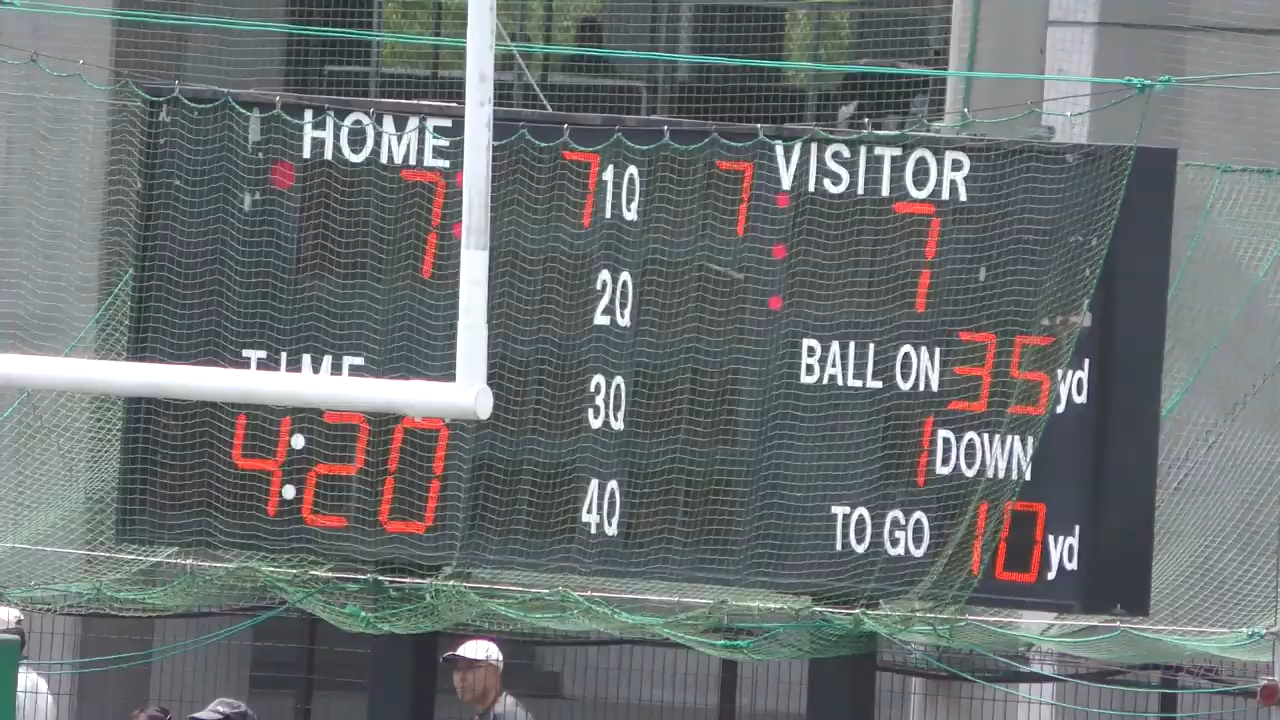 HOME
VISITOR
7
7 1Q 7
7
2Q
TIME
BALL ON 35 yd
3Q
4:20
1 DOWN
4Q
TO GO 10 yd